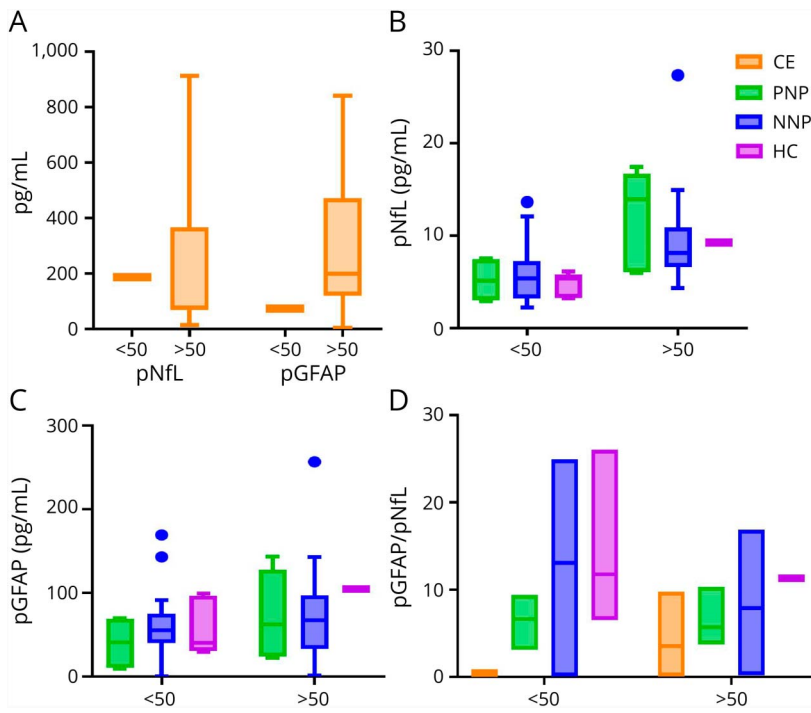 A
1,000
800
600
400
200
0
pg/mL
<50 >50 <50 >50
pNfL pGFAP
B
30
20
10
0
pNfL (pg/mL)
<50 >50
CE
PNP
NNP
HC
C
300
200
100
0
pGFAP (pg/mL)
<50 >50
D
30
20
10
0
pGFAP/pNfL
<50 >50